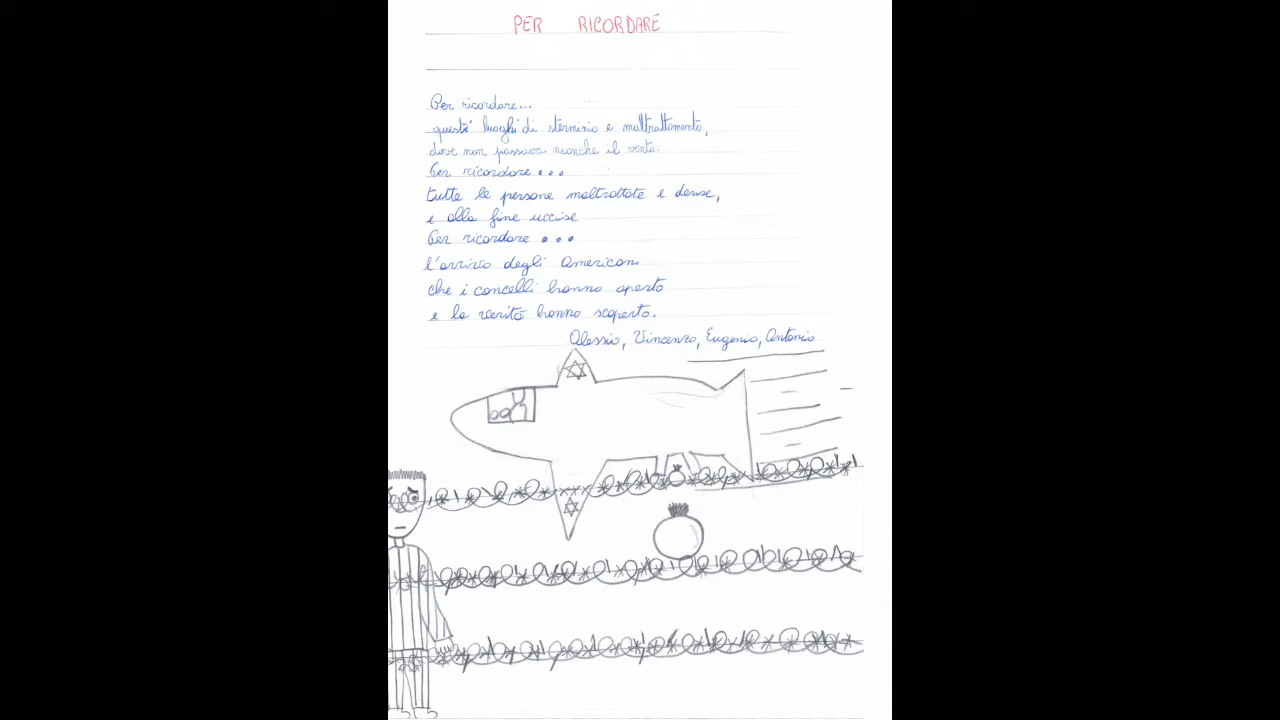 PER RICORDARE
Per ricordare...
questi luoghi di sterminio e maltrattamento,
dove non passava neanche il vento.
Per ricordare...
tutte le persone maltrattate e derise,
e alla fine uccise
Per ricordare...
l'arrivo degli Americani
che i cancelli hanno aperto
e la verità hanno scoperto.
Alessio, Vincenzo, Eugenio, Antonio